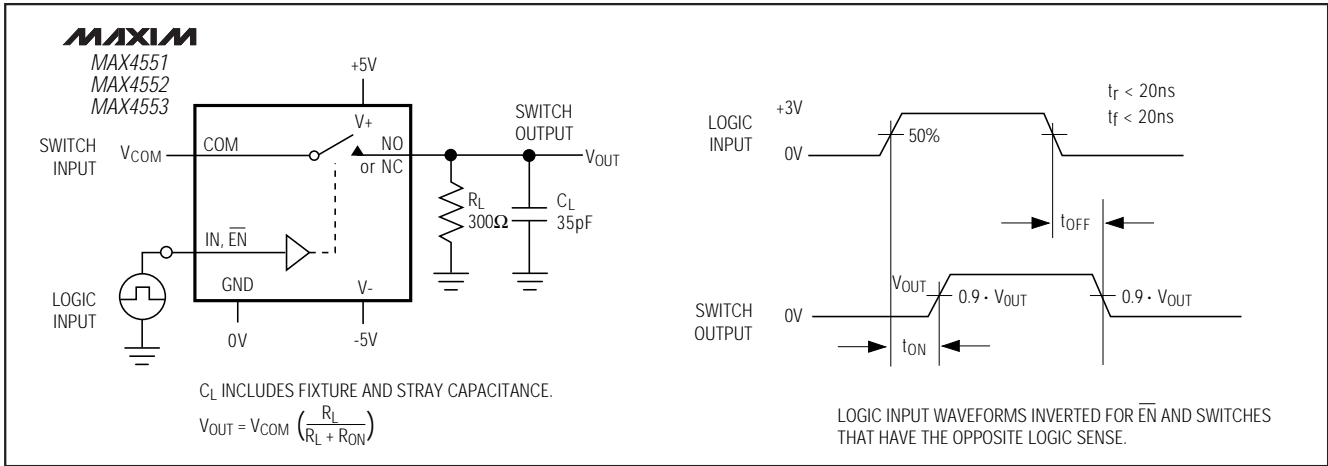 MAXIM
MAX4551
MAX4552
MAX4553
+5V
V+
SWITCH
INPUT
VCOM
COM
NO
or NC
SWITCH
OUTPUT
VOUT
RL
300Ω
CL
35pF
IN, E̅N̅
LOGIC
INPUT
GND
0V
V-
-5V
CL INCLUDES FIXTURE AND STRAY CAPACITANCE.
VOUT = VCOM (RL / RL + RON)
LOGIC
INPUT
+3V
0V
50%
tr < 20ns
tf < 20ns
tOFF
SWITCH
OUTPUT
VOUT
0V
0.9 · VOUT
0.9 · VOUT
tON
LOGIC INPUT WAVEFORMS INVERTED FOR E̅N̅ AND SWITCHES
THAT HAVE THE OPPOSITE LOGIC SENSE.